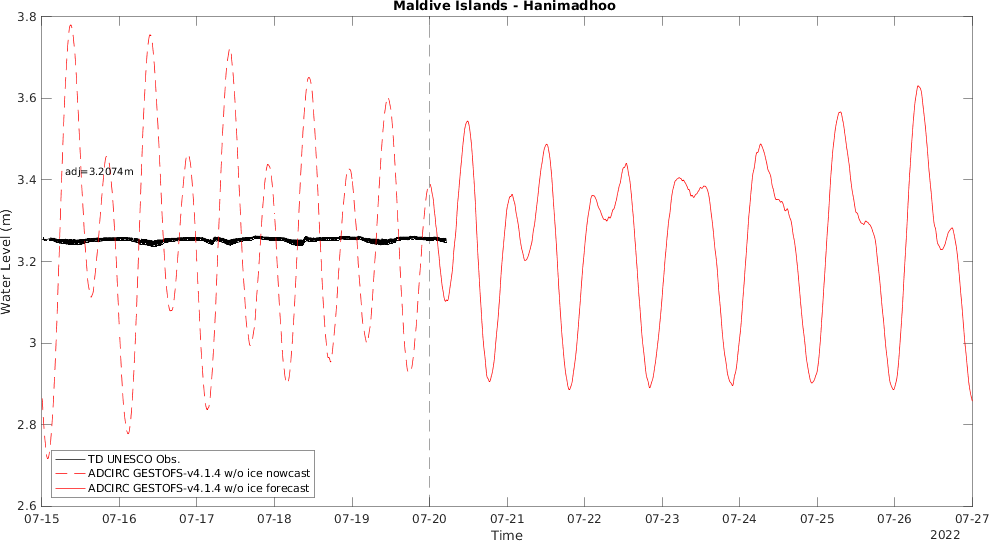 Maldive Islands - Hanimadhoo
3.8
3.6
3.4
3.2
3
2.8
2.6
Water Level (m)
adj=3.2074m
TD UNESCO Obs.
ADCIRC GESTOFS-v4.1.4 w/o ice nowcast
ADCIRC GESTOFS-v4.1.4 w/o ice forecast
07-15 07-16 07-17 07-18 07-19 07-20 07-21 07-22 07-23 07-24 07-25 07-26 07-27
Time
2022